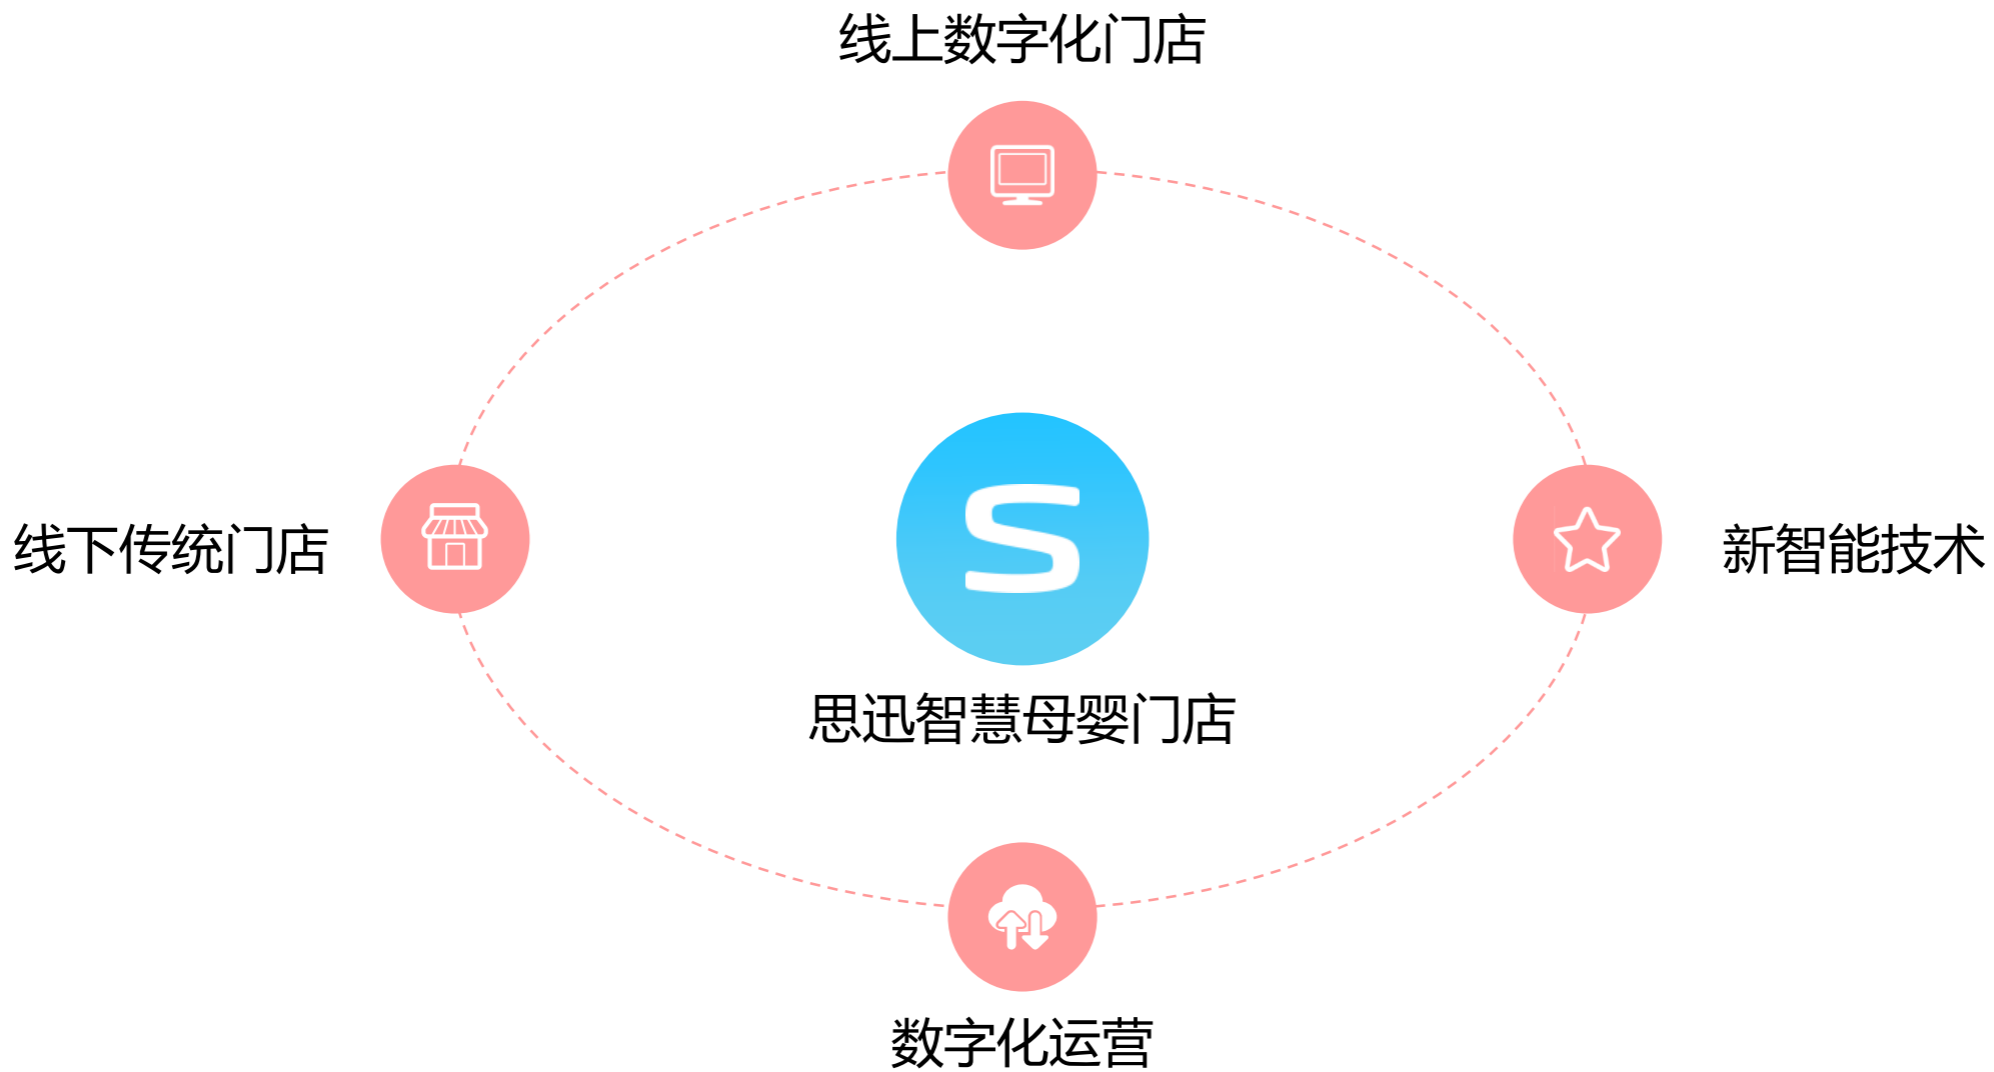 线上数字化门店
线下传统门店
S
新智能技术
思迅智慧母婴门店
数字化运营